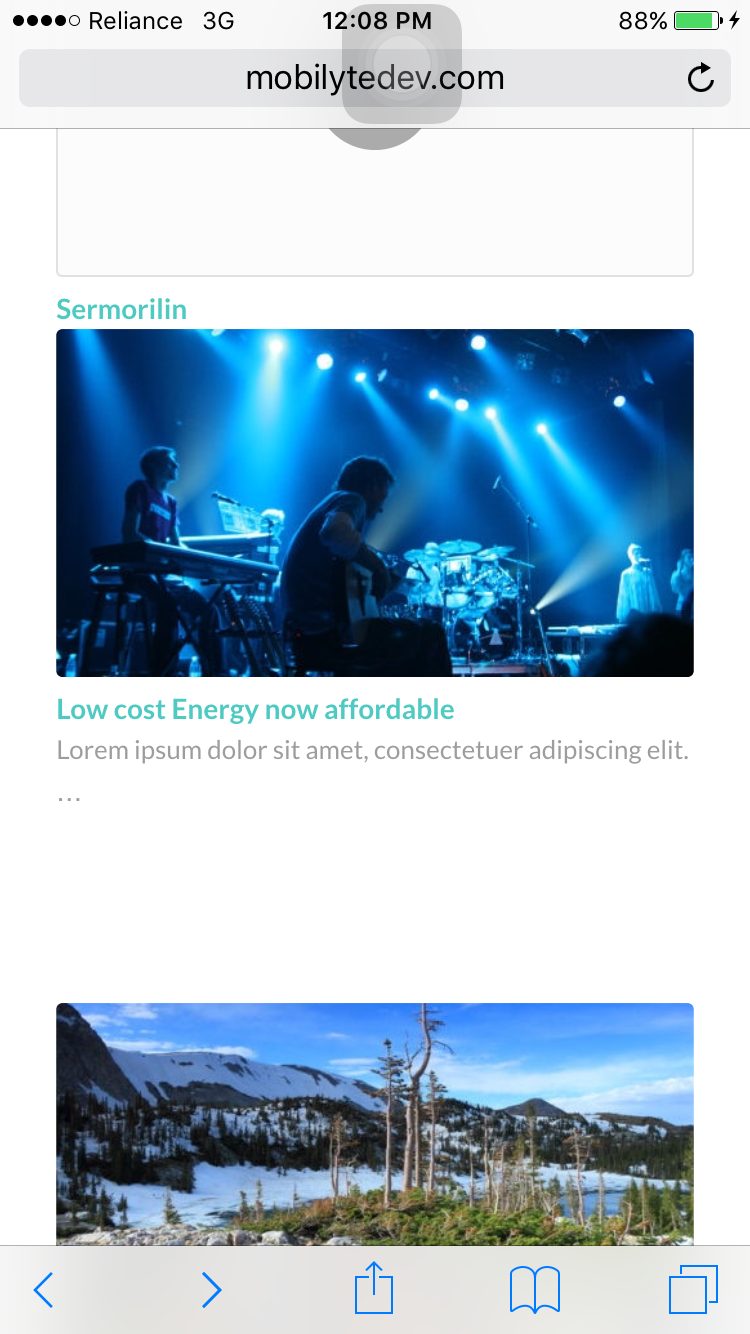 Reliance 3G 12:08 PM 88%
mobilytedev.com
Sermorilin
Low cost Energy now affordable
Lorem ipsum dolor sit amet, consectetuer adipiscing elit.
...